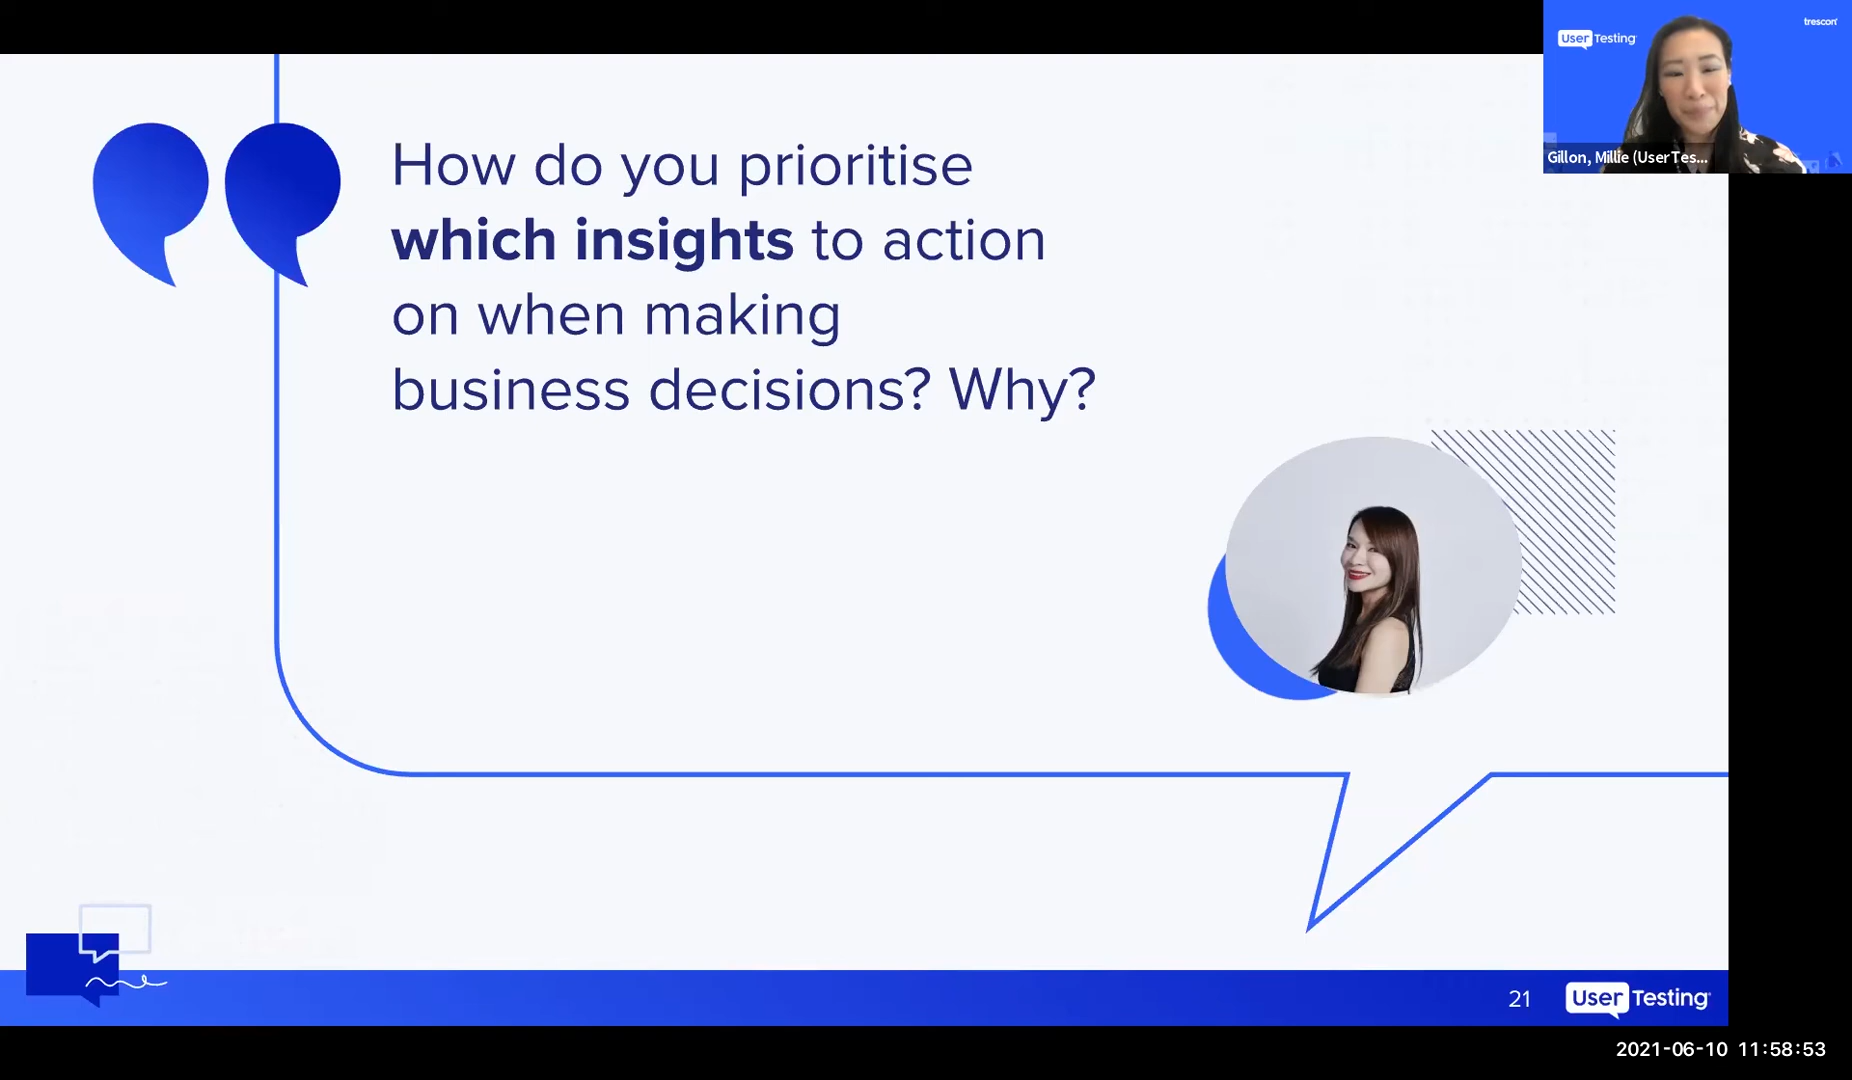 User Testing
trescon
Gillon, Millie (UserTes...
How do you prioritise
which insights to action
on when making
business decisions? Why?
21
User Testing
2021-06-10 11:58:53